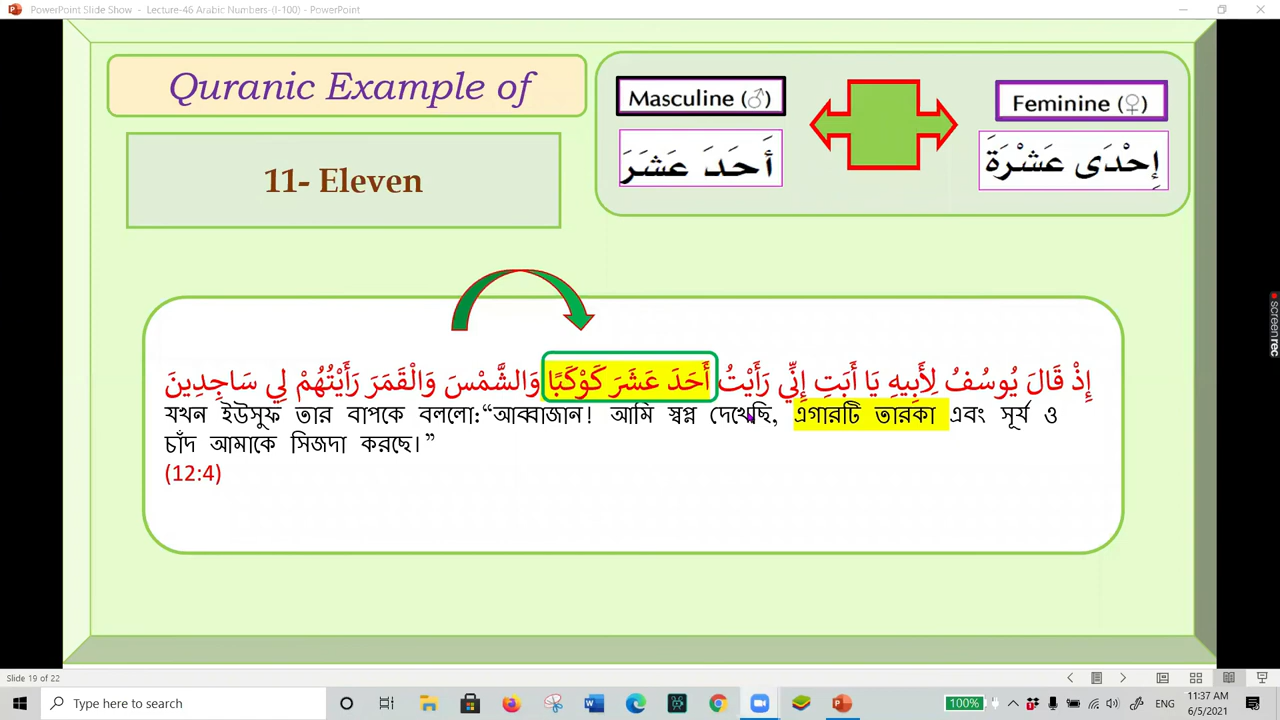 PowerPoint Slide Show - Lecture-46 Arabic Numbers-(I-100) - PowerPoint
Quranic Example of
11- Eleven
Masculine (♂)
Feminine (♀)
أَحَدَ عَشَرَ
إِحْدَى عَشْرَةَ
إِذْ قَالَ يُوسُفُ لِأَبِيهِ يَا أَبَتِ إِنِّي رَأَيْتُ أَحَدَ عَشَرَ كَوْكَبًا وَالشَّمْسَ وَالْقَمَرَ رَأَيْتُهُمْ لِي سَاجِدِينَ
যখন ইউসুফ তার বাপকে বললো:“আব্বাজান! আমি স্বপ্ন দেখেছি, এগারটি তারকা এবং সূর্য ও
চাঁদ আমাকে সিজদা করছে।”
(12:4)
screenrec
Slide 19 of 22
Type here to search
100%
ENG
11:37 AM
6/5/2021